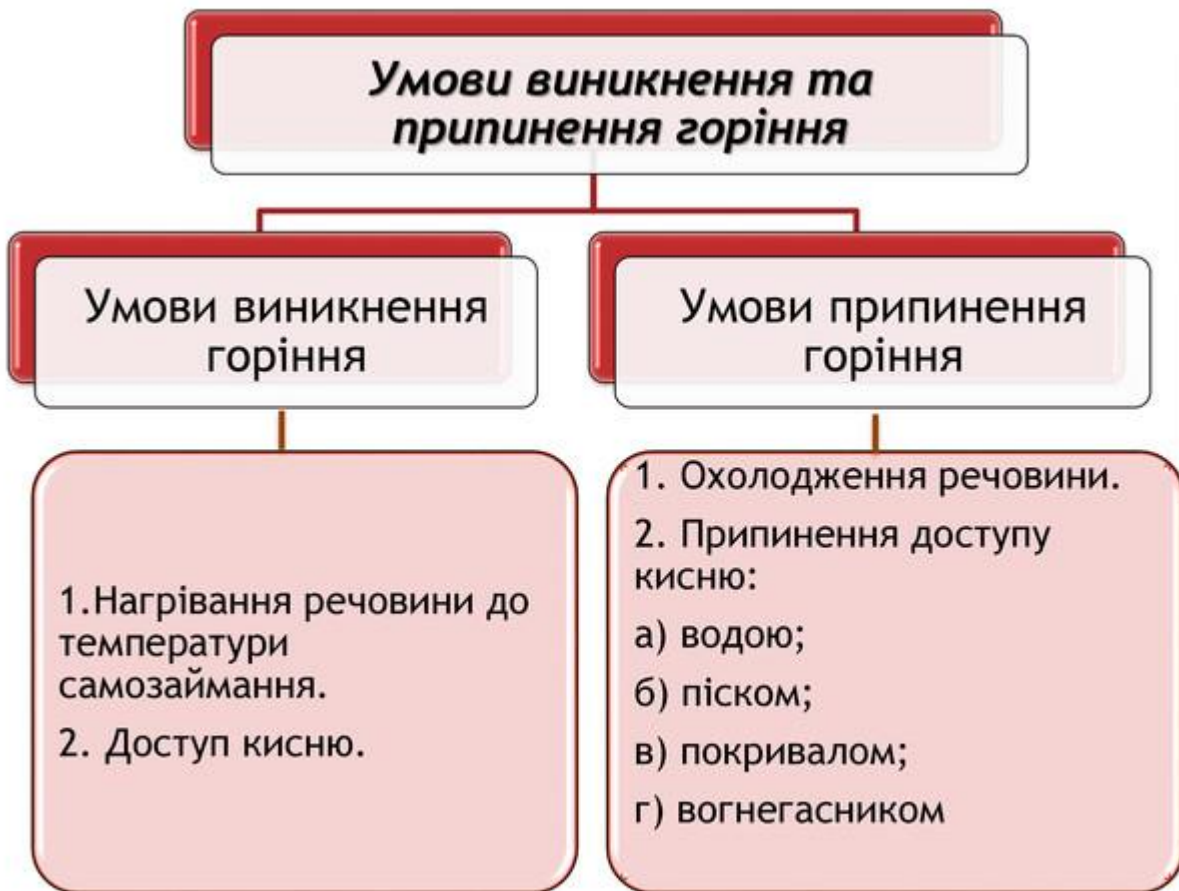 Умови виникнення та
припинення горіння
Умови виникнення
горіння
Умови припинення
горіння
1.Нагрівання речовини до
температури
самозаймання.
2. Доступ кисню.
1. Охолодження речовини.
2. Припинення доступу
кисню:
а) водою;
б) піском;
в) покривалом;
г) вогнегасником